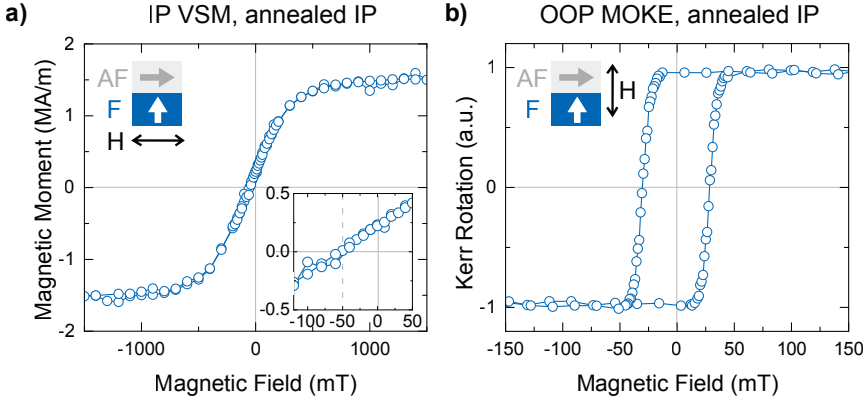 a)
IP VSM, annealed IP
Magnetic Moment (MA/m)
2
1
0
-1
-2
AF
F
H
0.5
0.0
-0.5
-100
-50
0
50
-1000
0
1000
Magnetic Field (mT)
b)
OOP MOKE, annealed IP
Kerr Rotation (a.u.)
1
0
-1
AF
F
H
-150
-100
-50
0
50
100
150
Magnetic Field (mT)